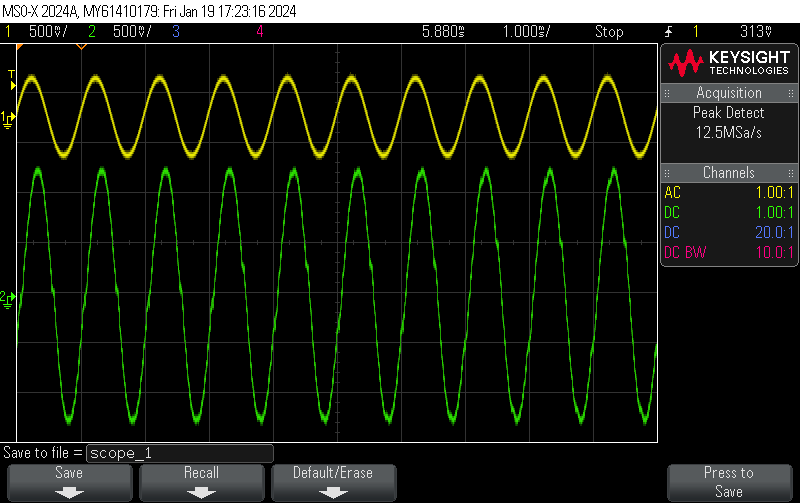 MSO-X 2024A, MY61410179: Fri Jan 19 17:23:16 2024
1 500mV/ 2 500mV/ 3 4 5.880ms 1.000ms/ Stop 1 313mV
T
1
2
KEYSIGHT
TECHNOLOGIES
Acquisition
Peak Detect
12.5MSa/s
Channels
AC 1.00:1
DC 1.00:1
DC 20.0:1
DC BW 10.0:1
Save to file = scope_1
Save
Recall
Default/Erase
Press to
Save